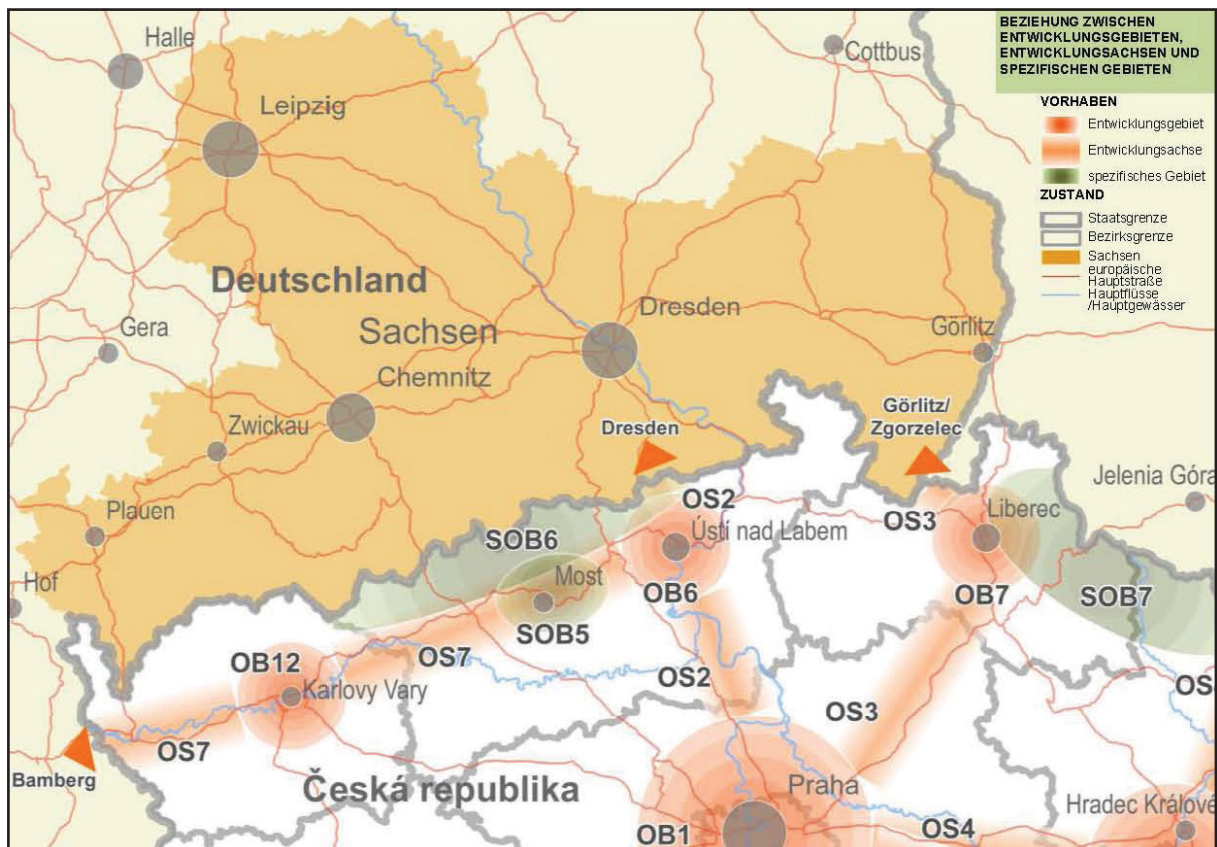 BEZIEHUNG ZWISCHEN
ENTWICKLUNGSGEBIETEN,
ENTWICKLUNGSACHSEN UND
SPEZIFISCHEN GEBIETEN
VORHABEN
Entwicklungsgebiet
Entwicklungsachse
spezifisches Gebiet
ZUSTAND
Staatsgrenze
Bezirksgrenze
Sachsen
europäische
Hauptstraße
Hauptflüsse
/Hauptgewässer
Halle
Cottbus
Leipzig
Deutschland
Sachsen
Dresden
Gera
Görlitz
Chemnitz
Zwickau
Dresden
Görlitz/
Zgorzelec
Jelenia Góra
Plauen
OS2
OS3
Liberec
SOB6
Ústí nad Labem
Hof
Most
OB6
OB7
SOB7
SOB5
OB12
OS7
OS2
Karlovy Vary
OS3
OS
OS7
Bamberg
Česká republika
Praha
Hradec Králové
OB1
OS4